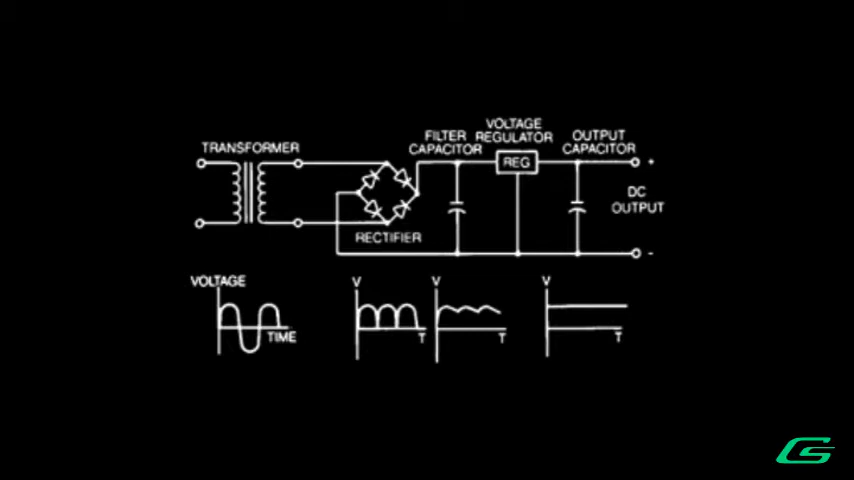 TRANSFORMER
FILTER
CAPACITOR
VOLTAGE
REGULATOR
REG
OUTPUT
CAPACITOR
+
DC
OUTPUT
-
RECTIFIER
VOLTAGE
TIME
V
T
V
T
V
T